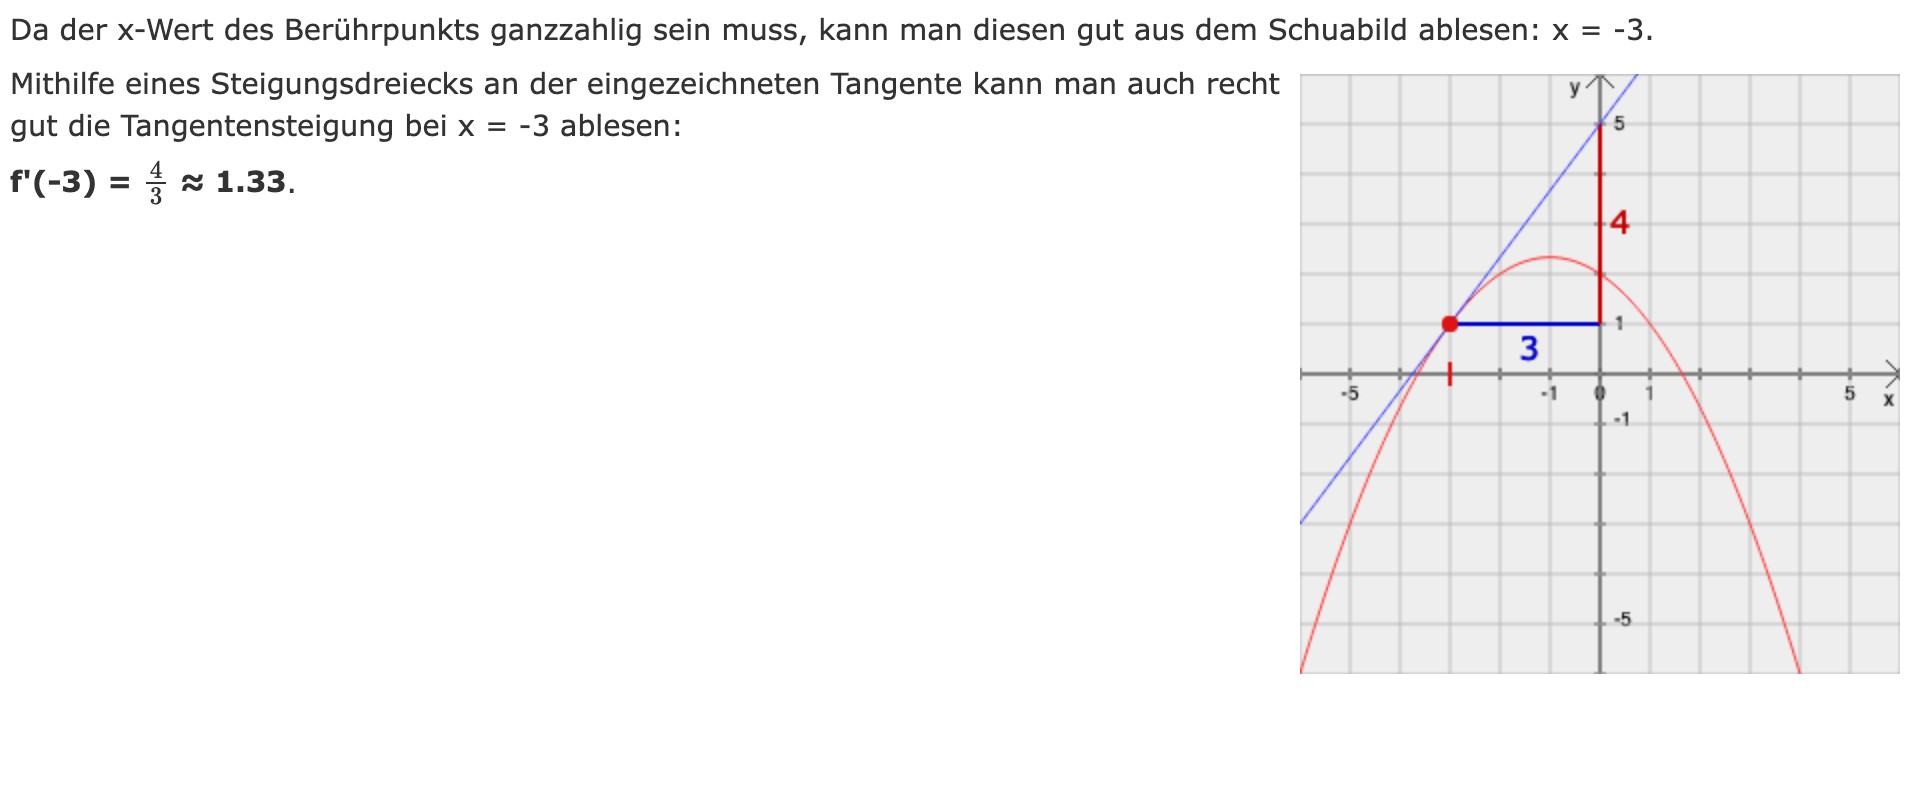 Da der x-Wert des Berührpunkts ganzzahlig sein muss, kann man diesen gut aus dem Schuabild ablesen: x = -3.
Mithilfe eines Steigungsdreiecks an der eingezeichneten Tangente kann man auch recht
gut die Tangentensteigung bei x = -3 ablesen:
f'(-3) = 4/3 ≈ 1.33.
y
5
4
1
3
-5 -1 0 1 5 x
-1
-5